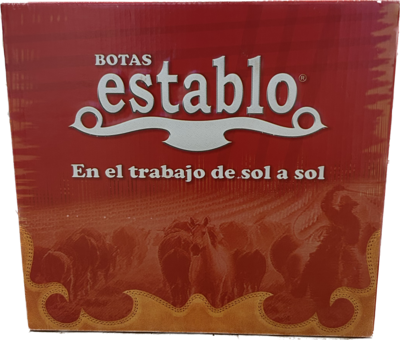 BOTAS
establo®
En el trabajo de sol a sol